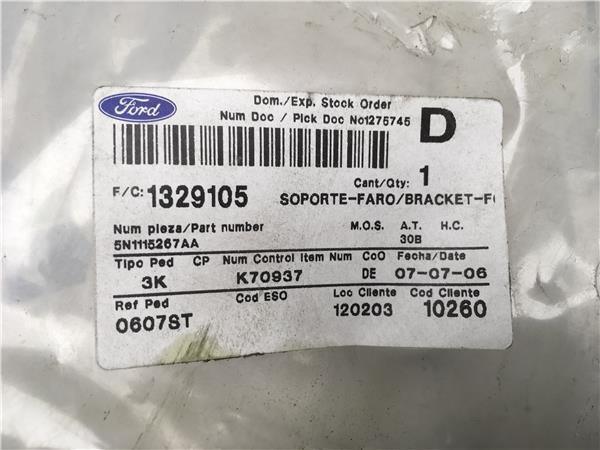 Ford
Dom./Exp. Stock Order
Num Doc / Pick Doc No1275745
D
Cant/Qty: 1
F/C: 1329105 SOPORTE-FARO/BRACKET-F
Num pieza/Part number M.O.S. A.T. H.C.
5N1115267AA 30B
Tipo Ped CP Num Control Item Num CoO Fecha/Date
3K K70937 DE 07-07-06
Ref Ped Cod ESO Loc Cliente Cod Cliente
0607ST 120203 10260